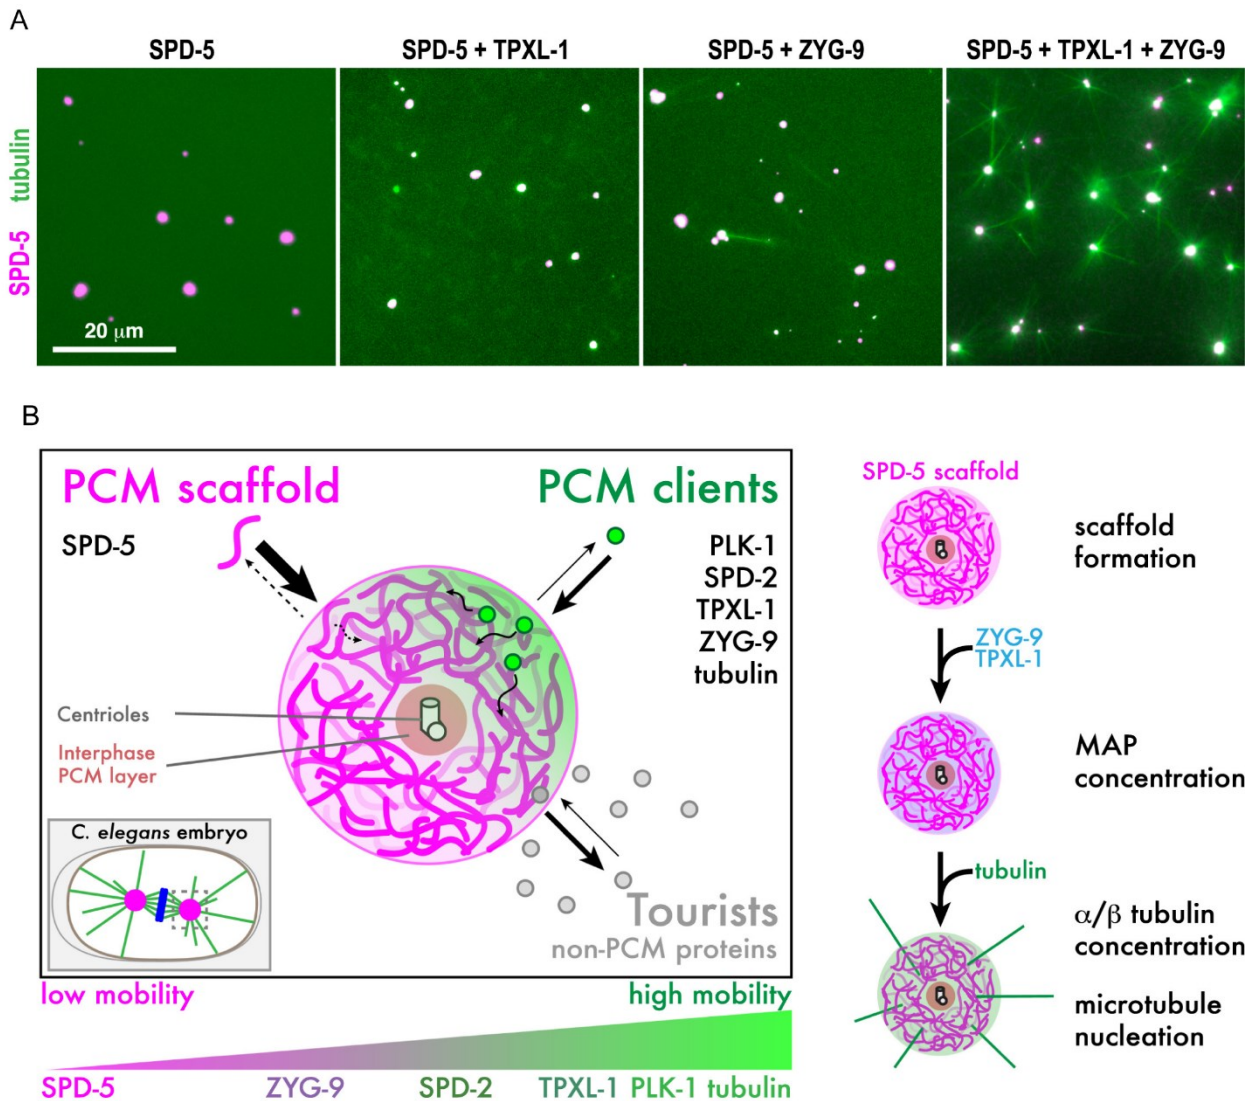 A
SPD-5
SPD-5 + TPXL-1
SPD-5 + ZYG-9
SPD-5 + TPXL-1 + ZYG-9
SPD-5 tubulin
20 μm
B
PCM scaffold
SPD-5
PCM clients
PLK-1
SPD-2
TPXL-1
ZYG-9
tubulin
Centrioles
Interphase
PCM layer
C. elegans embryo
Tourists
non-PCM proteins
low mobility
high mobility
SPD-5
ZYG-9
SPD-2
TPXL-1
PLK-1 tubulin
SPD-5 scaffold
scaffold
formation
ZYG-9
TPXL-1
MAP
concentration
tubulin
α/β tubulin
concentration
microtubule
nucleation